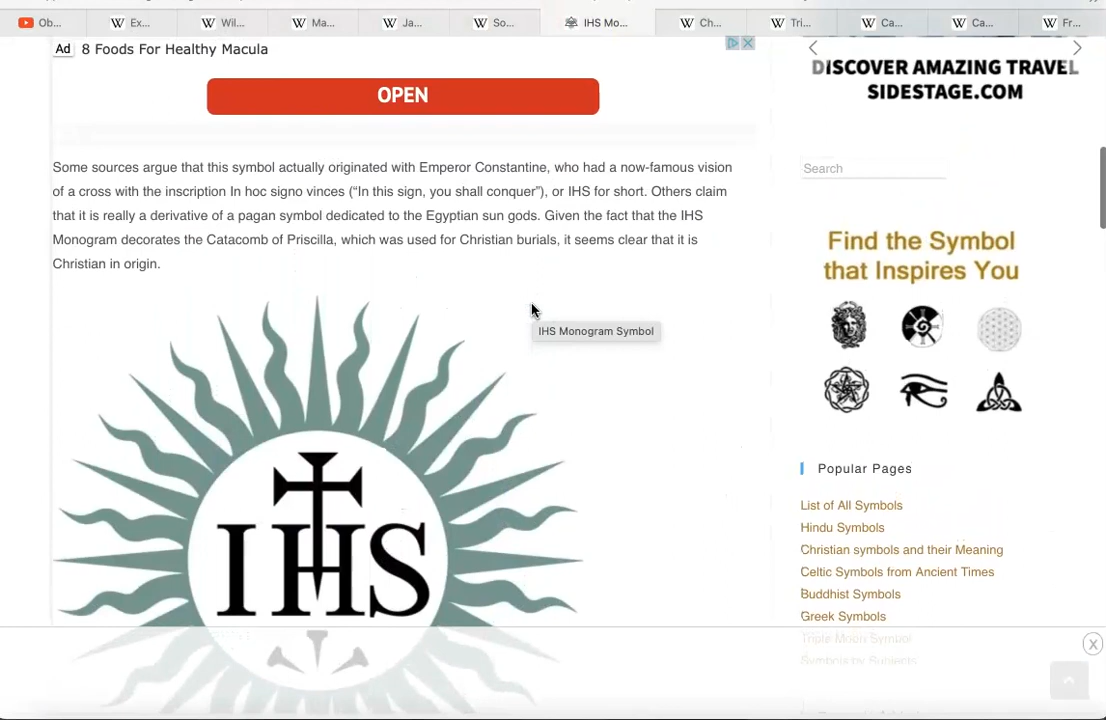 Ob...
Ex...
Wil...
Ma...
Ja...
So...
IHS Mo...
Ch...
Tri...
Ca...
Ca...
Fr...
Ad 8 Foods For Healthy Macula
OPEN
Some sources argue that this symbol actually originated with Emperor Constantine, who had a now-famous vision
of a cross with the inscription In hoc signo vinces (“In this sign, you shall conquer”), or IHS for short. Others claim
that it is really a derivative of a pagan symbol dedicated to the Egyptian sun gods. Given the fact that the IHS
Monogram decorates the Catacomb of Priscilla, which was used for Christian burials, it seems clear that it is
Christian in origin.
IHS Monogram Symbol
IHS
DISCOVER AMAZING TRAVEL
SIDESTAGE.COM
Search
Find the Symbol
that Inspires You
Popular Pages
List of All Symbols
Hindu Symbols
Christian symbols and their Meaning
Celtic Symbols from Ancient Times
Buddhist Symbols
Greek Symbols
Triple Moon Symbol
Symbols by Subjects